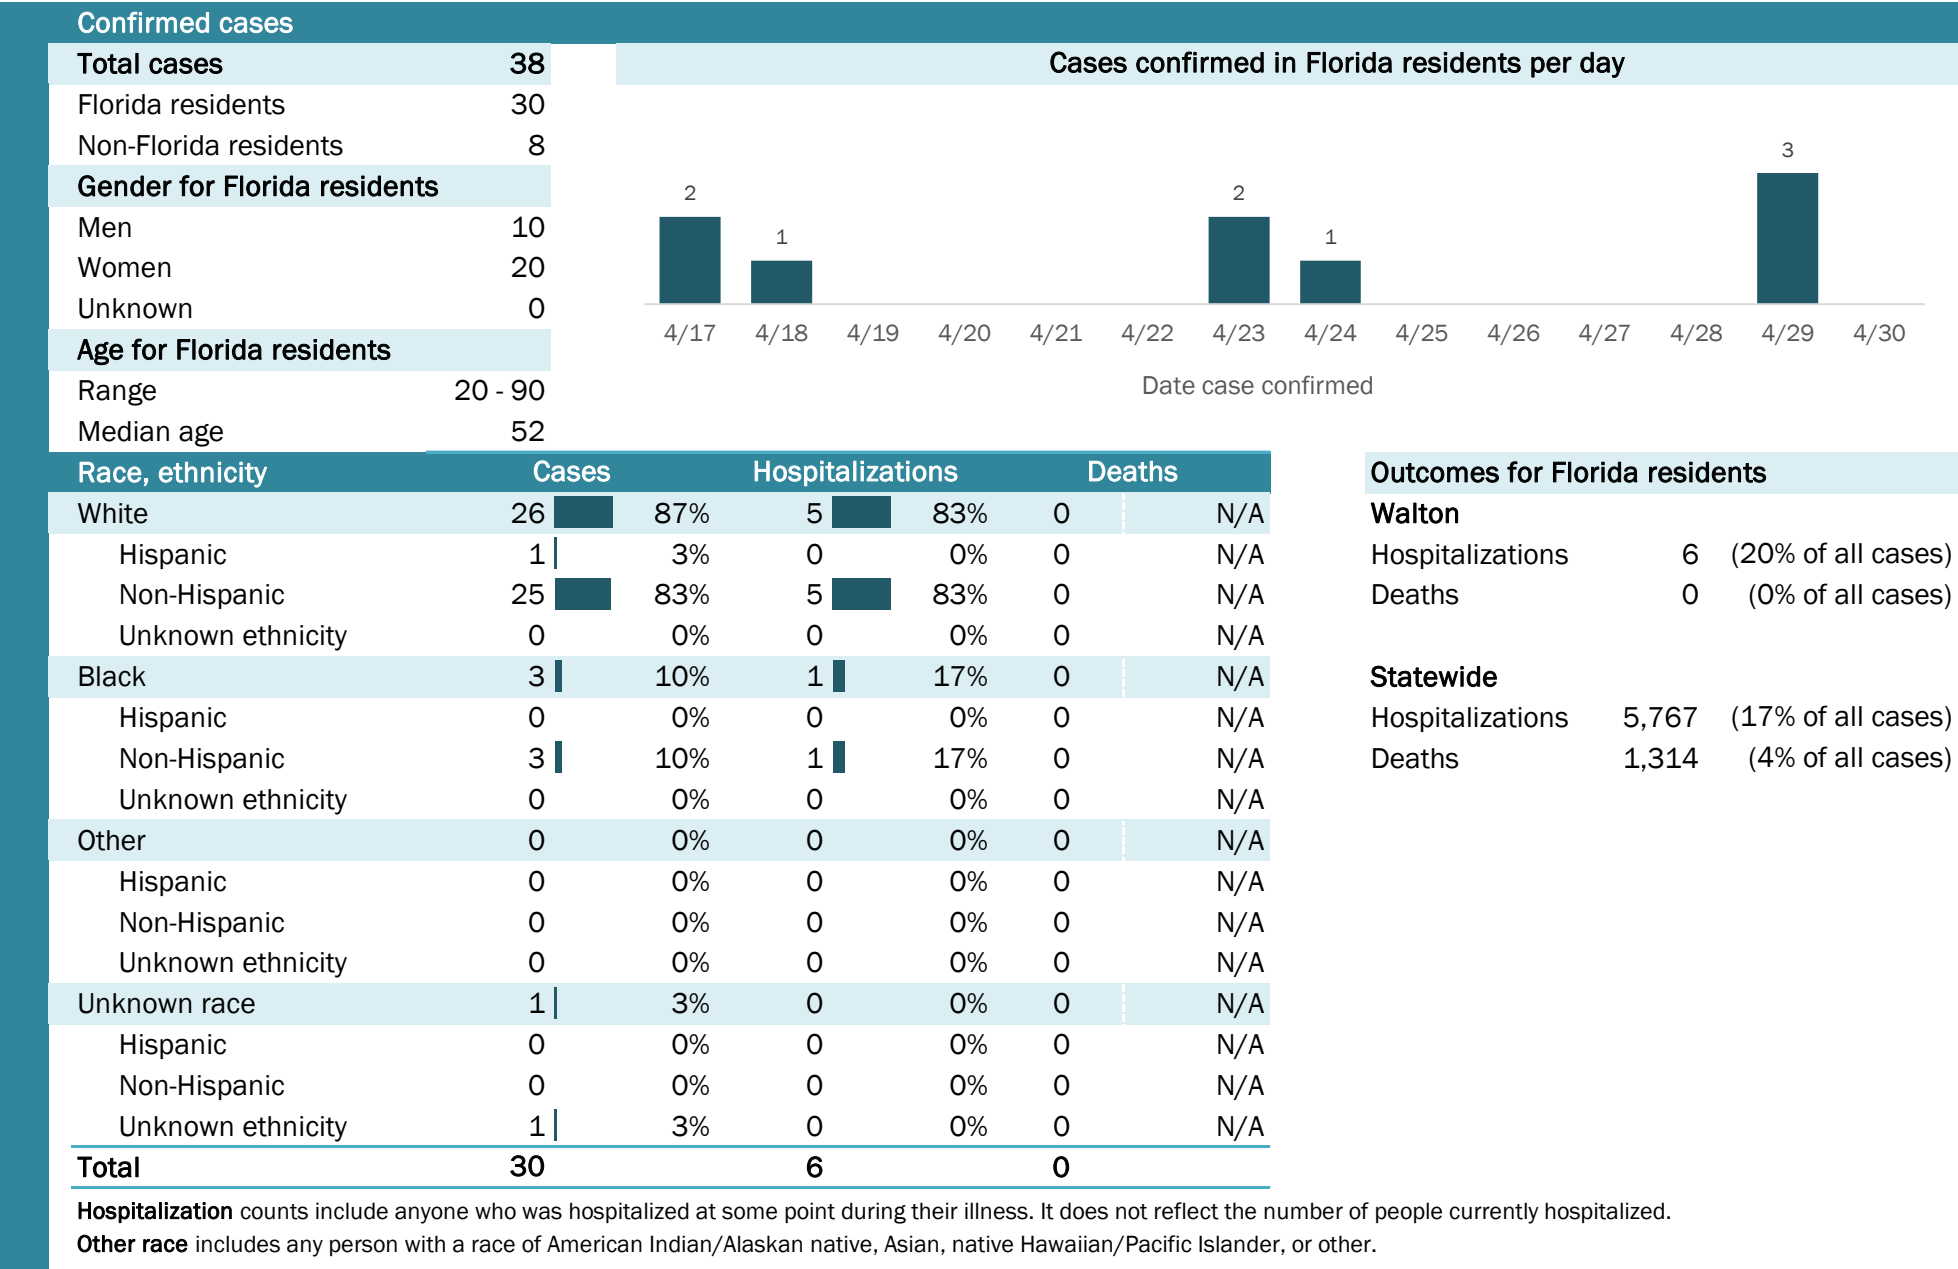 Confirmed cases
Total cases 38
Florida residents 30
Non-Florida residents 8
Gender for Florida residents
Men 10
Women 20
Unknown 0
Age for Florida residents
Range 20 - 90
Median age 52
Cases confirmed in Florida residents per day
2 1 2 1 3
4/17 4/18 4/19 4/20 4/21 4/22 4/23 4/24 4/25 4/26 4/27 4/28 4/29 4/30
Date case confirmed
Race, ethnicity Cases Hospitalizations Deaths
White 26 87% 5 83% 0 N/A
Hispanic 1 3% 0 0% 0 N/A
Non-Hispanic 25 83% 5 83% 0 N/A
Unknown ethnicity 0 0% 0 0% 0 N/A
Black 3 10% 1 17% 0 N/A
Hispanic 0 0% 0 0% 0 N/A
Non-Hispanic 3 10% 1 17% 0 N/A
Unknown ethnicity 0 0% 0 0% 0 N/A
Other 0 0% 0 0% 0 N/A
Hispanic 0 0% 0 0% 0 N/A
Non-Hispanic 0 0% 0 0% 0 N/A
Unknown ethnicity 0 0% 0 0% 0 N/A
Unknown race 1 3% 0 0% 0 N/A
Hispanic 0 0% 0 0% 0 N/A
Non-Hispanic 0 0% 0 0% 0 N/A
Unknown ethnicity 1 3% 0 0% 0 N/A
Total 30 6 0
Outcomes for Florida residents
Walton
Hospitalizations 6 (20% of all cases)
Deaths 0 (0% of all cases)
Statewide
Hospitalizations 5,767 (17% of all cases)
Deaths 1,314 (4% of all cases)
Hospitalization counts include anyone who was hospitalized at some point during their illness. It does not reflect the number of people currently hospitalized.
Other race includes any person with a race of American Indian/Alaskan native, Asian, native Hawaiian/Pacific Islander, or other.